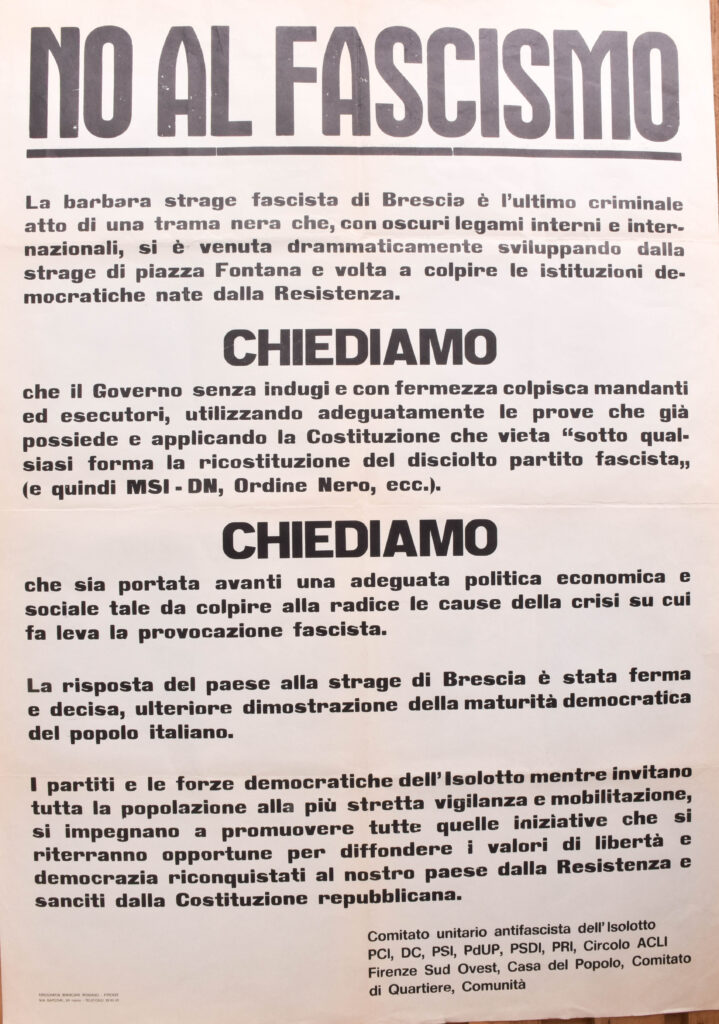 NO AL FASCISMO
La barbara strage fascista di Brescia è l'ultimo criminale
atto di una trama nera che, con oscuri legami interni e inter-
nazionali, si è venuta drammaticamente sviluppando dalla
strage di piazza Fontana e volta a colpire le istituzioni de-
mocratiche nate dalla Resistenza.
CHIEDIAMO
che il Governo senza indugi e con fermezza colpisca mandanti
ed esecutori, utilizzando adeguatamente le prove che già
possiede e applicando la Costituzione che vieta “sotto qual-
siasi forma la ricostituzione del disciolto partito fascista„
(e quindi MSI - DN, Ordine Nero, ecc.).
CHIEDIAMO
che sia portata avanti una adeguata politica economica e
sociale tale da colpire alla radice le cause della crisi su cui
fa leva la provocazione fascista.
La risposta del paese alla strage di Brescia è stata ferma
e decisa, ulteriore dimostrazione della maturità democratica
del popolo italiano.
I partiti e le forze democratiche dell'Isolotto mentre invitano
tutta la popolazione alla più stretta vigilanza e mobilitazione,
si impegnano a promuovere tutte quelle iniziative che si
riterranno opportune per diffondere i valori di libertà e
democrazia riconquistati al nostro paese dalla Resistenza e
sanciti dalla Costituzione repubblicana.
Comitato unitario antifascista dell'Isolotto
PCI, DC, PSI, PdUP, PSDI, PRI, Circolo ACLI
Firenze Sud Ovest, Casa del Popolo, Comitato
di Quartiere, Comunità